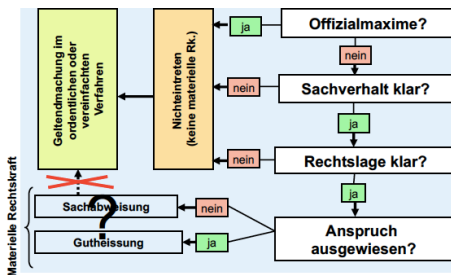 Offizialmaxime?
ja
nein
Sachverhalt klar?
nein
ja
Rechtslage klar?
nein
ja
Anspruch
ausgewiesen?
nein
ja
Geltendmachung im
ordentlichen oder
vereinfachten
Verfahren
Nichteintreten
(keine materielle Rk.)
Sachabweisung
Gutheissung
?
Materielle Rechtskraft